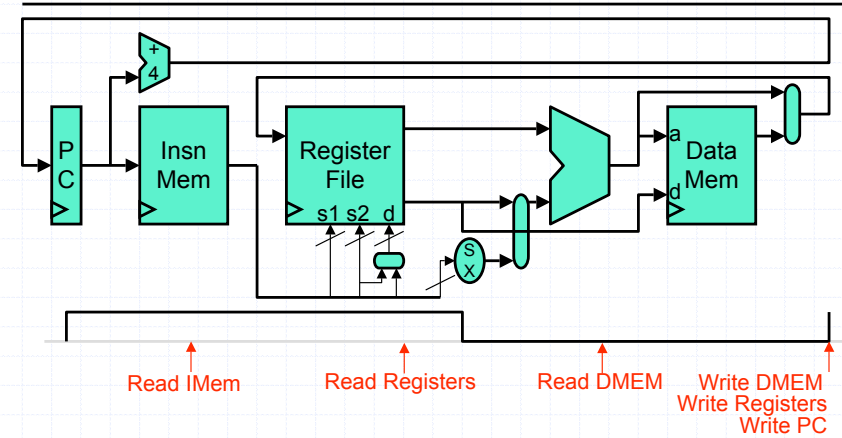 +
4
P
C
Insn
Mem
Register
File
s1 s2 d
S
X
a
d
Data
Mem
Read IMem
Read Registers
Read DMEM
Write DMEM
Write Registers
Write PC